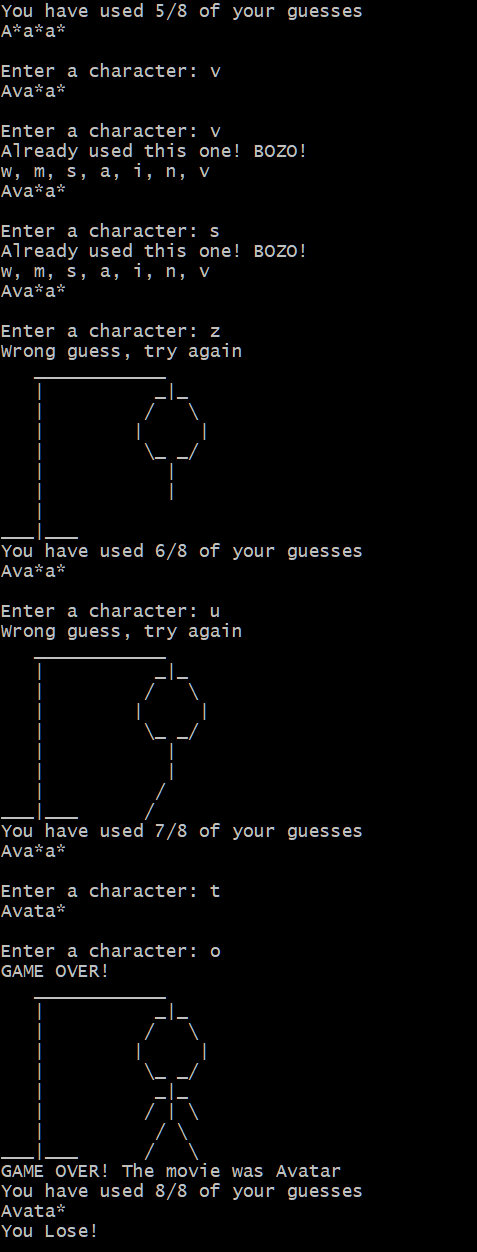 You have used 5/8 of your guesses
A*a*a*
Enter a character: v
Ava*a*
Enter a character: v
Already used this one! BOZO!
w, m, s, a, i, n, v
Ava*a*
Enter a character: s
Already used this one! BOZO!
w, m, s, a, i, n, v
Ava*a*
Enter a character: z
Wrong guess, try again
You have used 6/8 of your guesses
Ava*a*
Enter a character: u
Wrong guess, try again
You have used 7/8 of your guesses
Ava*a*
Enter a character: t
Avata*
Enter a character: o
GAME OVER!
GAME OVER! The movie was Avatar
You have used 8/8 of your guesses
Avata*
You Lose!